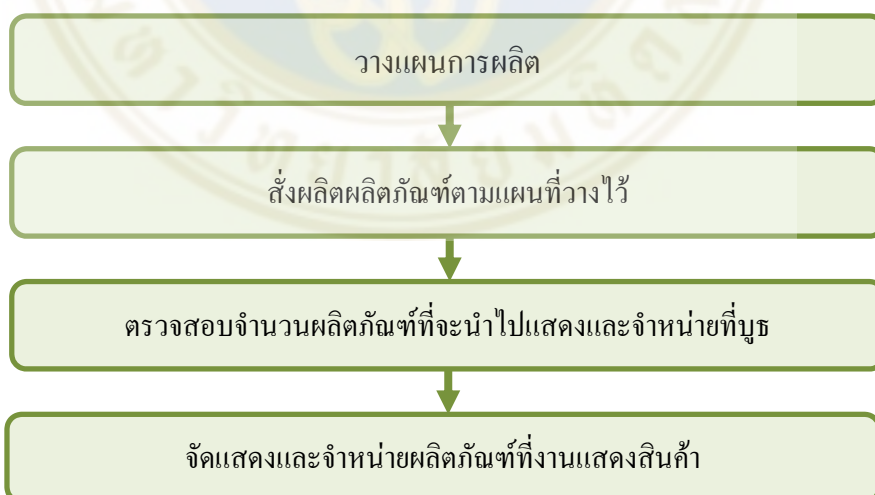 วางแผนการผลิต
สั่งผลิตผลิตภัณฑ์ตามแผนที่วางไว้
ตรวจสอบจำนวนผลิตภัณฑ์ที่จะนำไปแสดงและจำหน่ายที่บูธ
จัดแสดงและจำหน่ายผลิตภัณฑ์ที่งานแสดงสินค้า